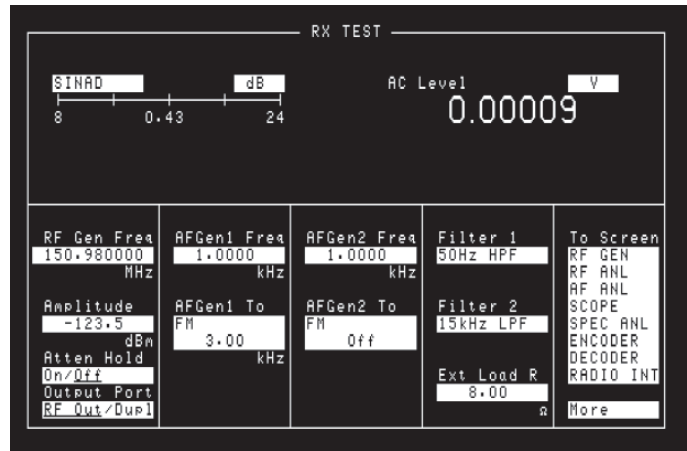 RX TEST
SINAD dB
8 0.43 24
AC Level V
0.00009
RF Gen Freq
150.980000
MHz
Amplitude
-123.5
dBm
Atten Hold
On/Off
Output Port
RF Out/Dupl
AFGen1 Freq
1.0000
kHz
AFGen1 To
FM
3.00
kHz
AFGen2 Freq
1.0000
kHz
AFGen2 To
FM
Off
Filter 1
50Hz HPF
Filter 2
15kHz LPF
Ext Load R
8.00
Ω
To Screen
RF GEN
RF ANL
AF ANL
SCOPE
SPEC ANL
ENCODER
DECODER
RADIO INT
More